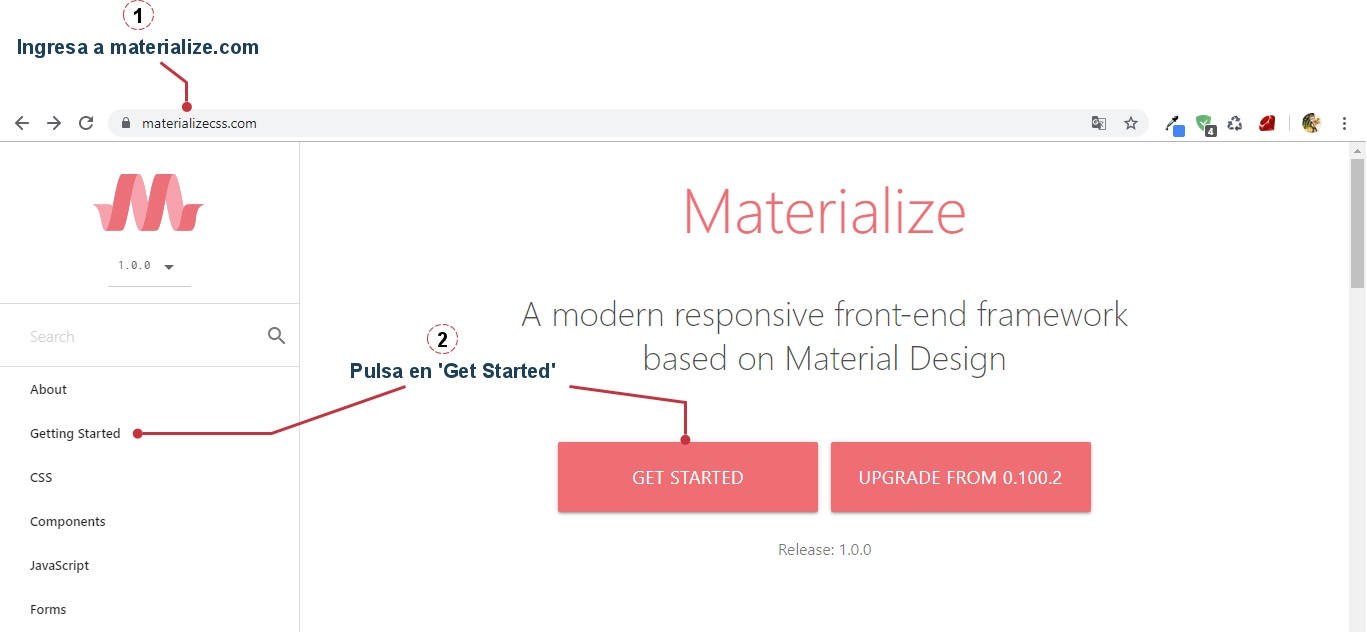 1
Ingresa a materialize.com
materializecss.com
4
1.0.0
Search
About
Getting Started
CSS
Components
JavaScript
Forms
Materialize
A modern responsive front-end framework
based on Material Design
2
Pulsa en 'Get Started'
GET STARTED
UPGRADE FROM 0.100.2
Release: 1.0.0